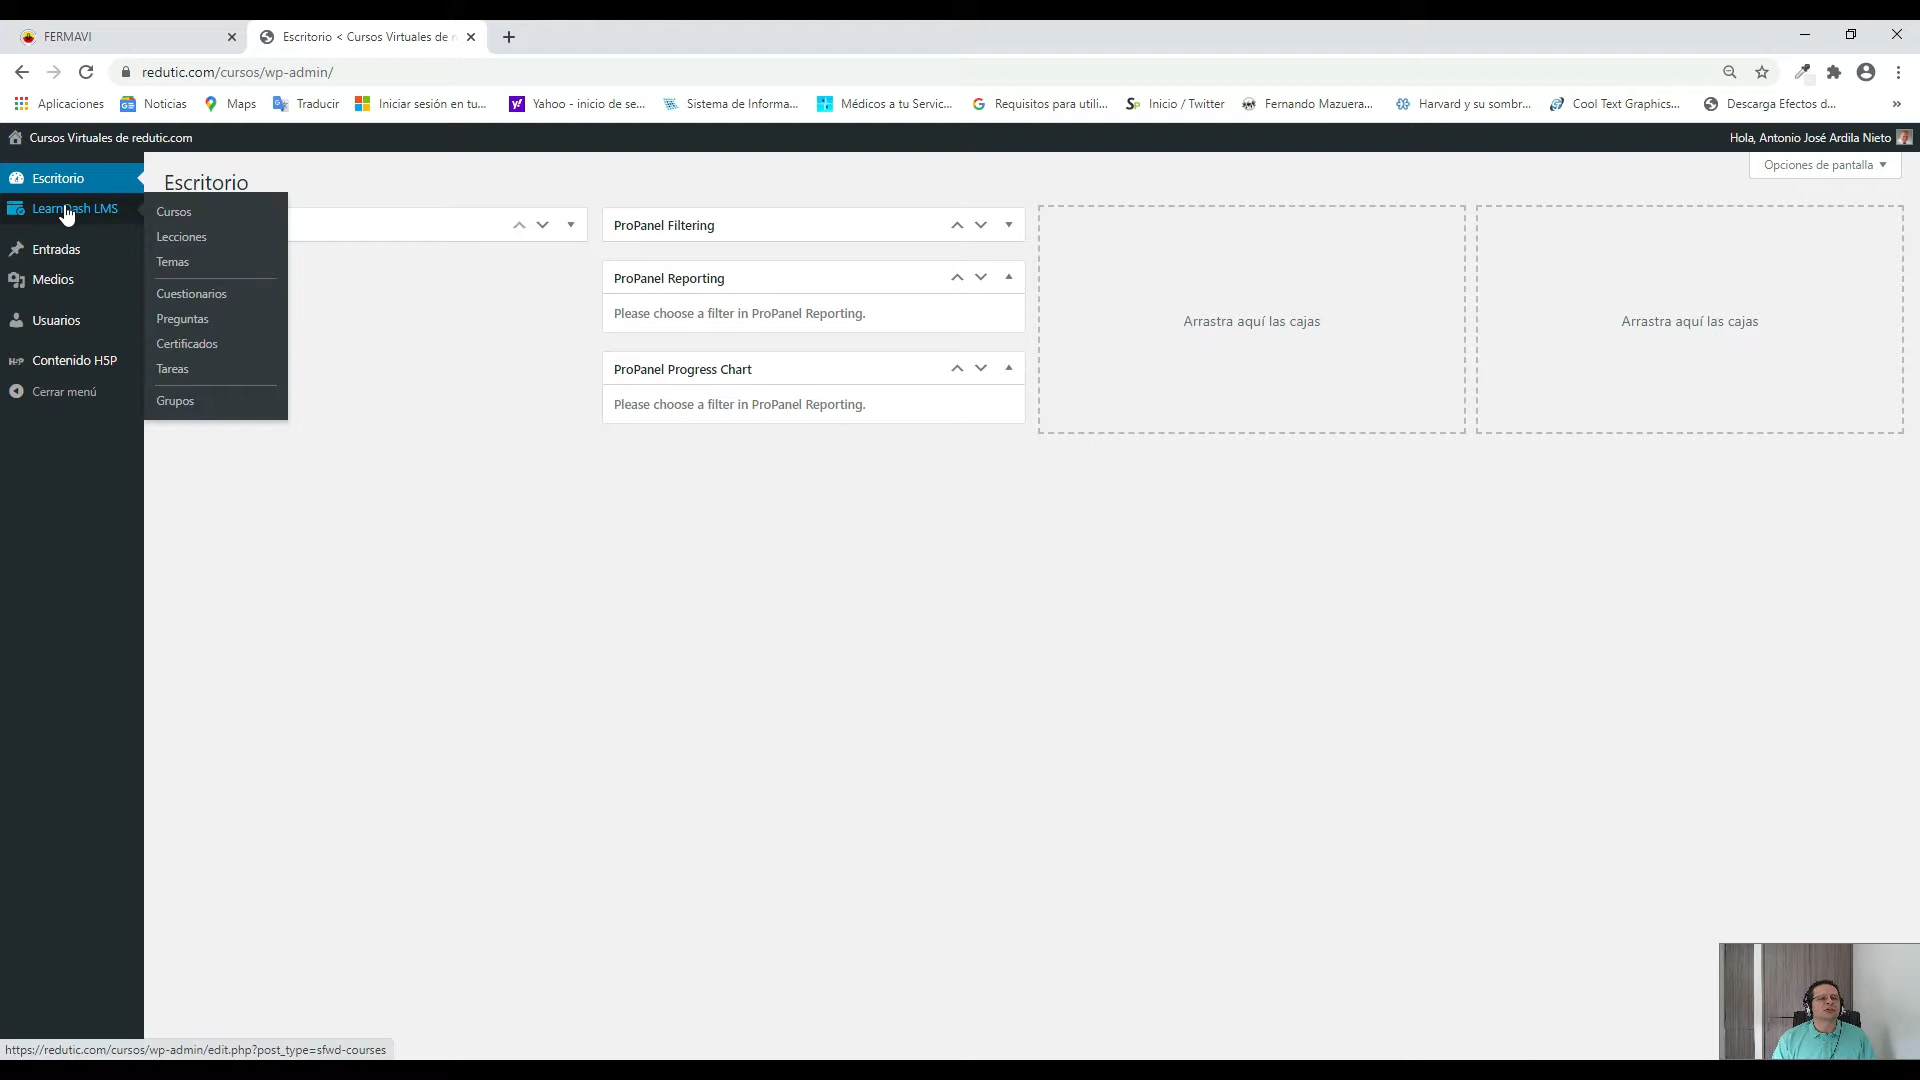 FERMAVI
Escritorio < Cursos Virtuales de r
redutic.com/cursos/wp-admin/
Aplicaciones
Noticias
Maps
Traducir
Iniciar sesión en tu...
Yahoo - inicio de se...
Sistema de Informa...
Médicos a tu Servic...
Requisitos para utili...
Inicio / Twitter
Fernando Mazuera...
Harvard y su sombr...
Cool Text Graphics...
Descarga Efectos d...
»
Cursos Virtuales de redutic.com
Hola, Antonio José Ardila Nieto
Opciones de pantalla
Escritorio
LearnDash LMS
Entradas
Medios
Usuarios
H5P Contenido H5P
Cerrar menú
Cursos
Lecciones
Temas
Cuestionarios
Preguntas
Certificados
Tareas
Grupos
Escritorio
ProPanel Filtering
ProPanel Reporting
Please choose a filter in ProPanel Reporting.
ProPanel Progress Chart
Please choose a filter in ProPanel Reporting.
Arrastra aquí las cajas
Arrastra aquí las cajas
https://redutic.com/cursos/wp-admin/edit.php?post_type=sfwd-courses